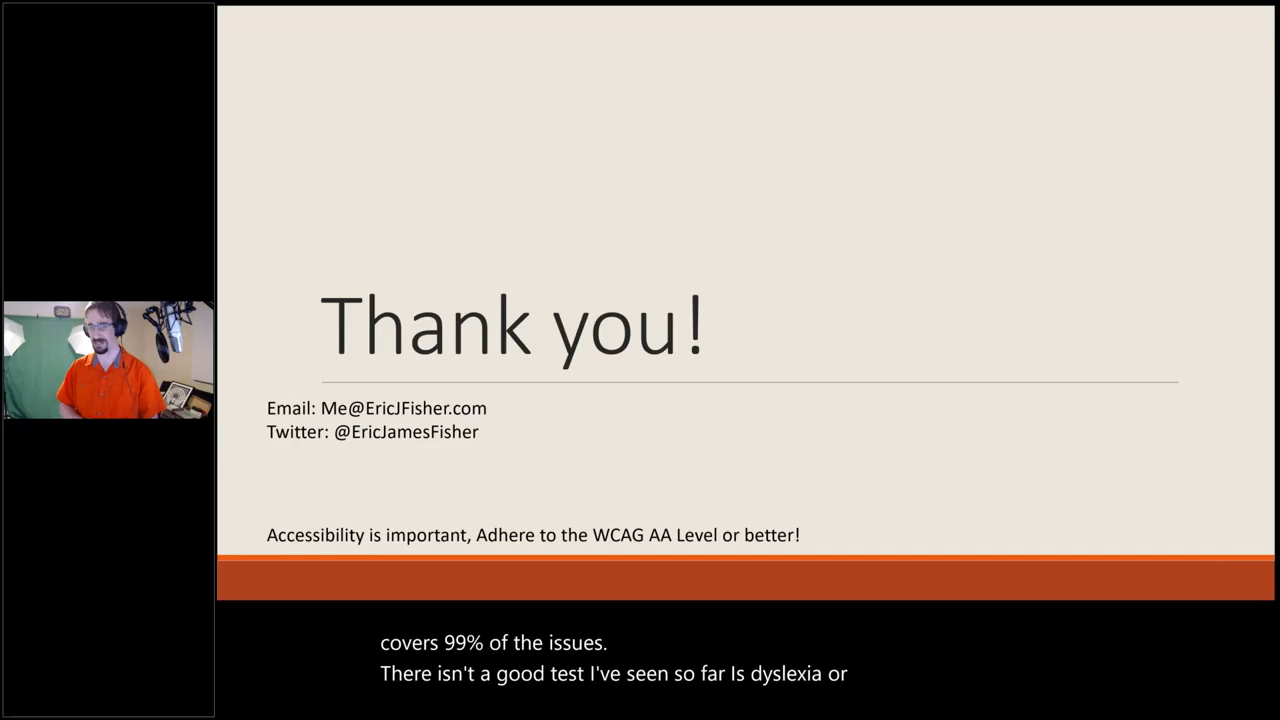 Thank you!
Email: Me@EricJFisher.com
Twitter: @EricJamesFisher
Accessibility is important, Adhere to the WCAG AA Level or better!
covers 99% of the issues.
There isn't a good test I've seen so far Is dyslexia or